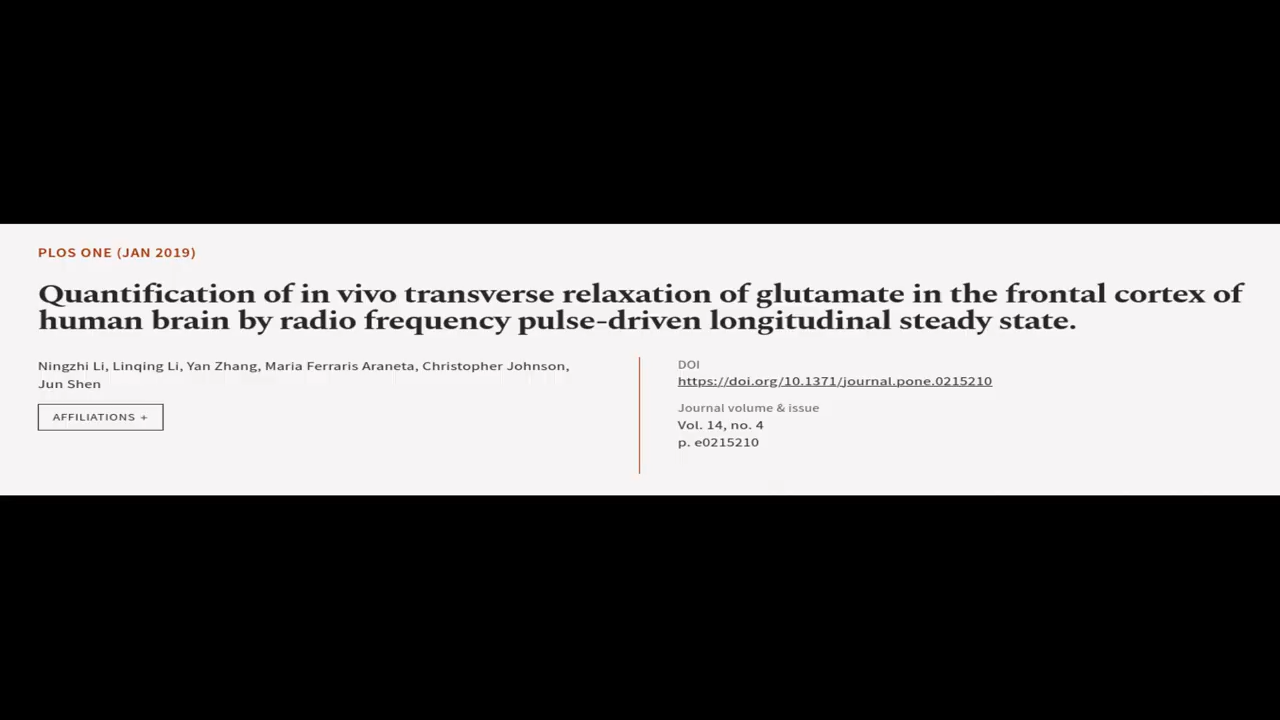 PLOS ONE (JAN 2019)
Quantification of in vivo transverse relaxation of glutamate in the frontal cortex of
human brain by radio frequency pulse-driven longitudinal steady state.
Ningzhi Li, Linqing Li, Yan Zhang, Maria Ferraris Araneta, Christopher Johnson,
Jun Shen
AFFILIATIONS +
DOI
https://doi.org/10.1371/journal.pone.0215210
Journal volume & issue
Vol. 14, no. 4
p. e0215210